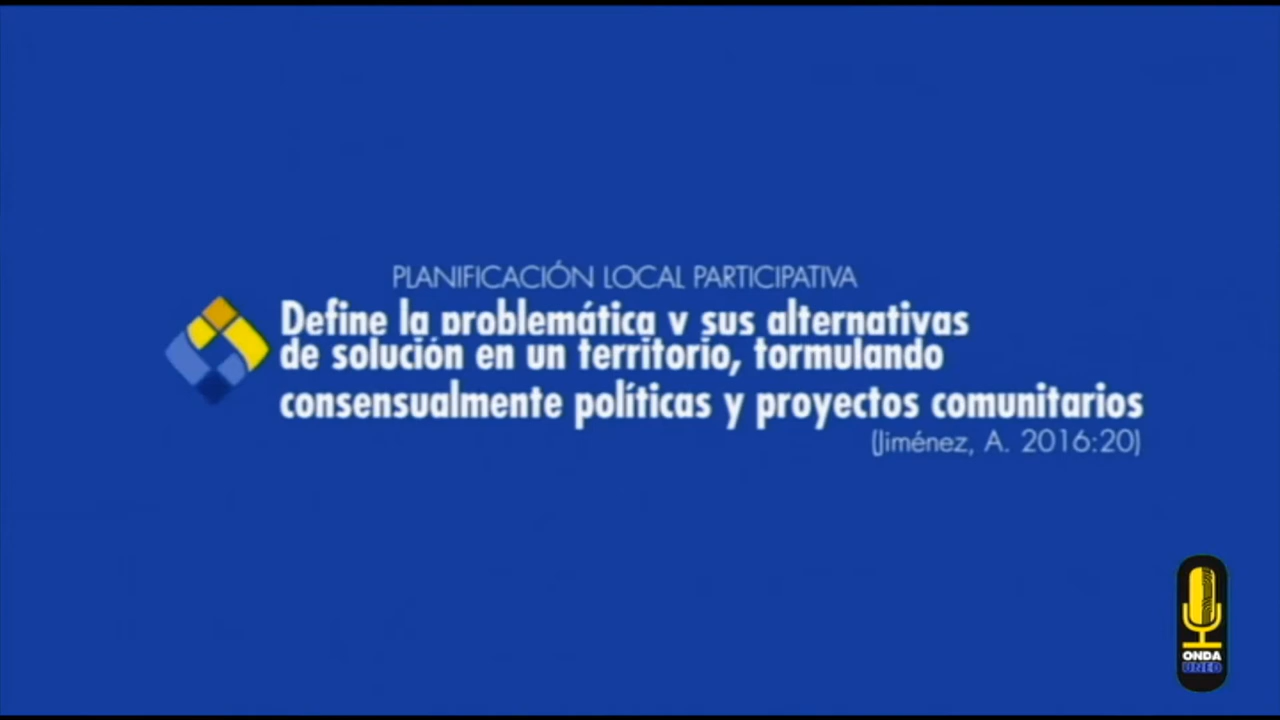 PLANIFICACIÓN LOCAL PARTICIPATIVA
Define la problemática y sus alternativas
de solución en un territorio, formulando
consensualmente políticas y proyectos comunitarios
(Jiménez, A. 2016:20)
ONDA
UNED